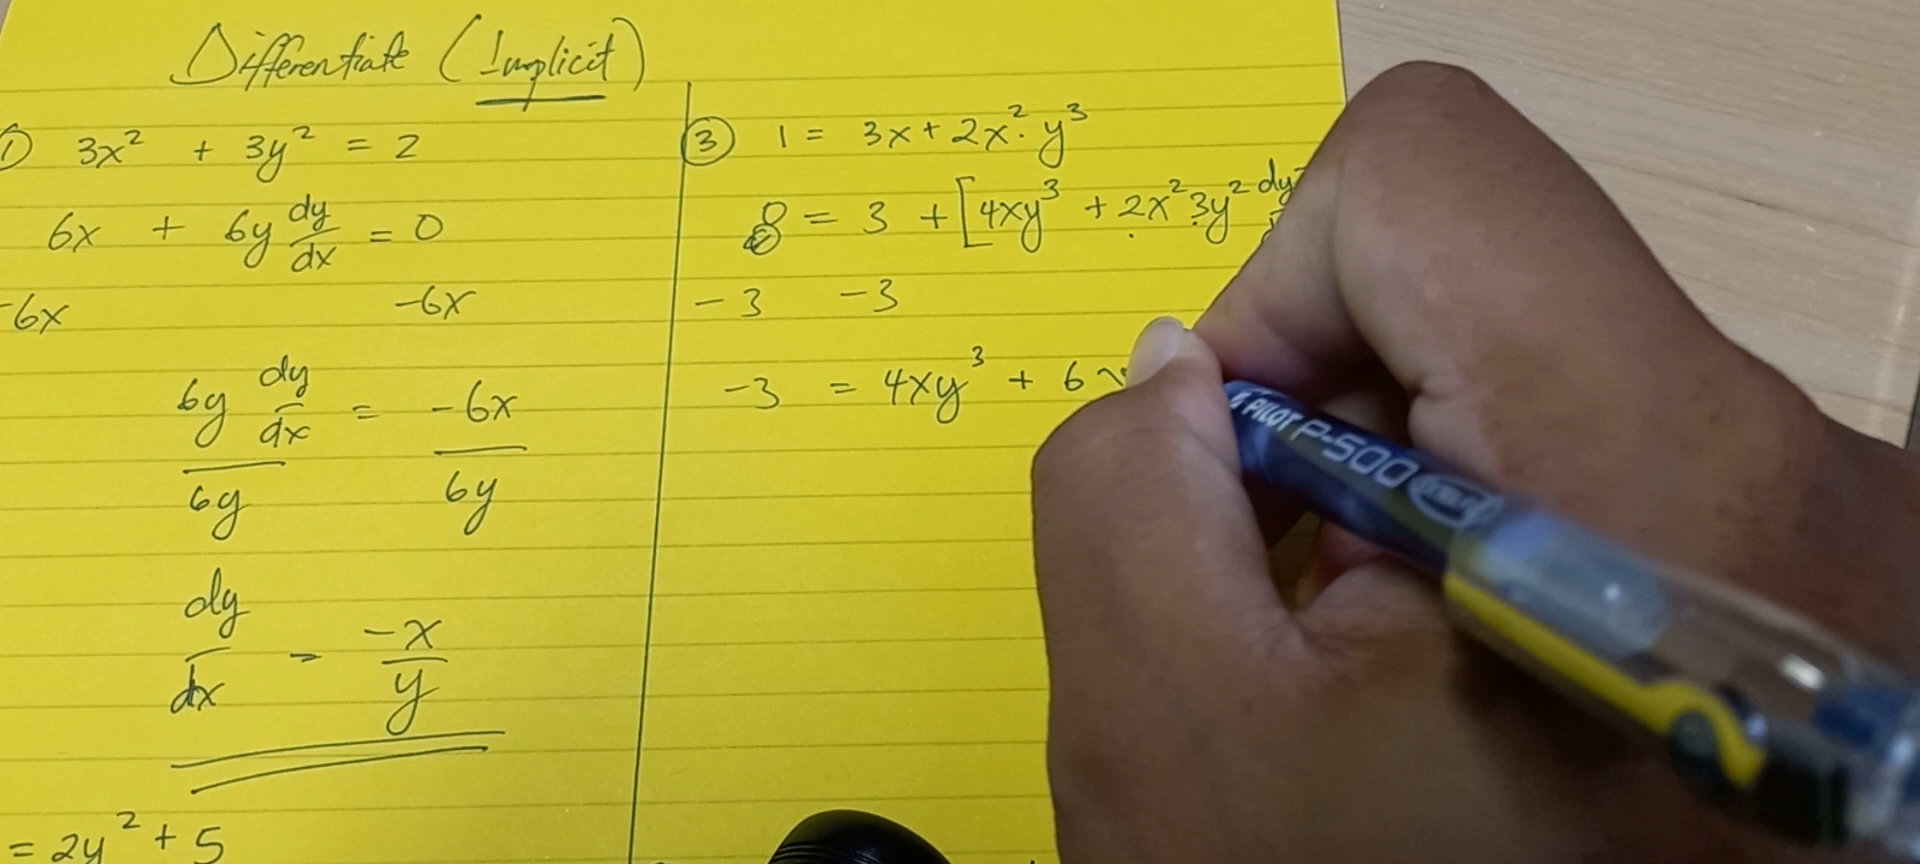 Differentiate (Implicit)
① 3x² + 3y² = 2
6x + 6y dy/dx = 0
-6x -6x
6y dy/dx = -6x
6y 6y
dy/dx = -x/y
= 2y² + 5
③ 1 = 3x + 2x² · y³
= 3 + [4xy³ + 2x² 3y² dy
-3 -3
-3 = 4xy³ + 6
PILOT P-500